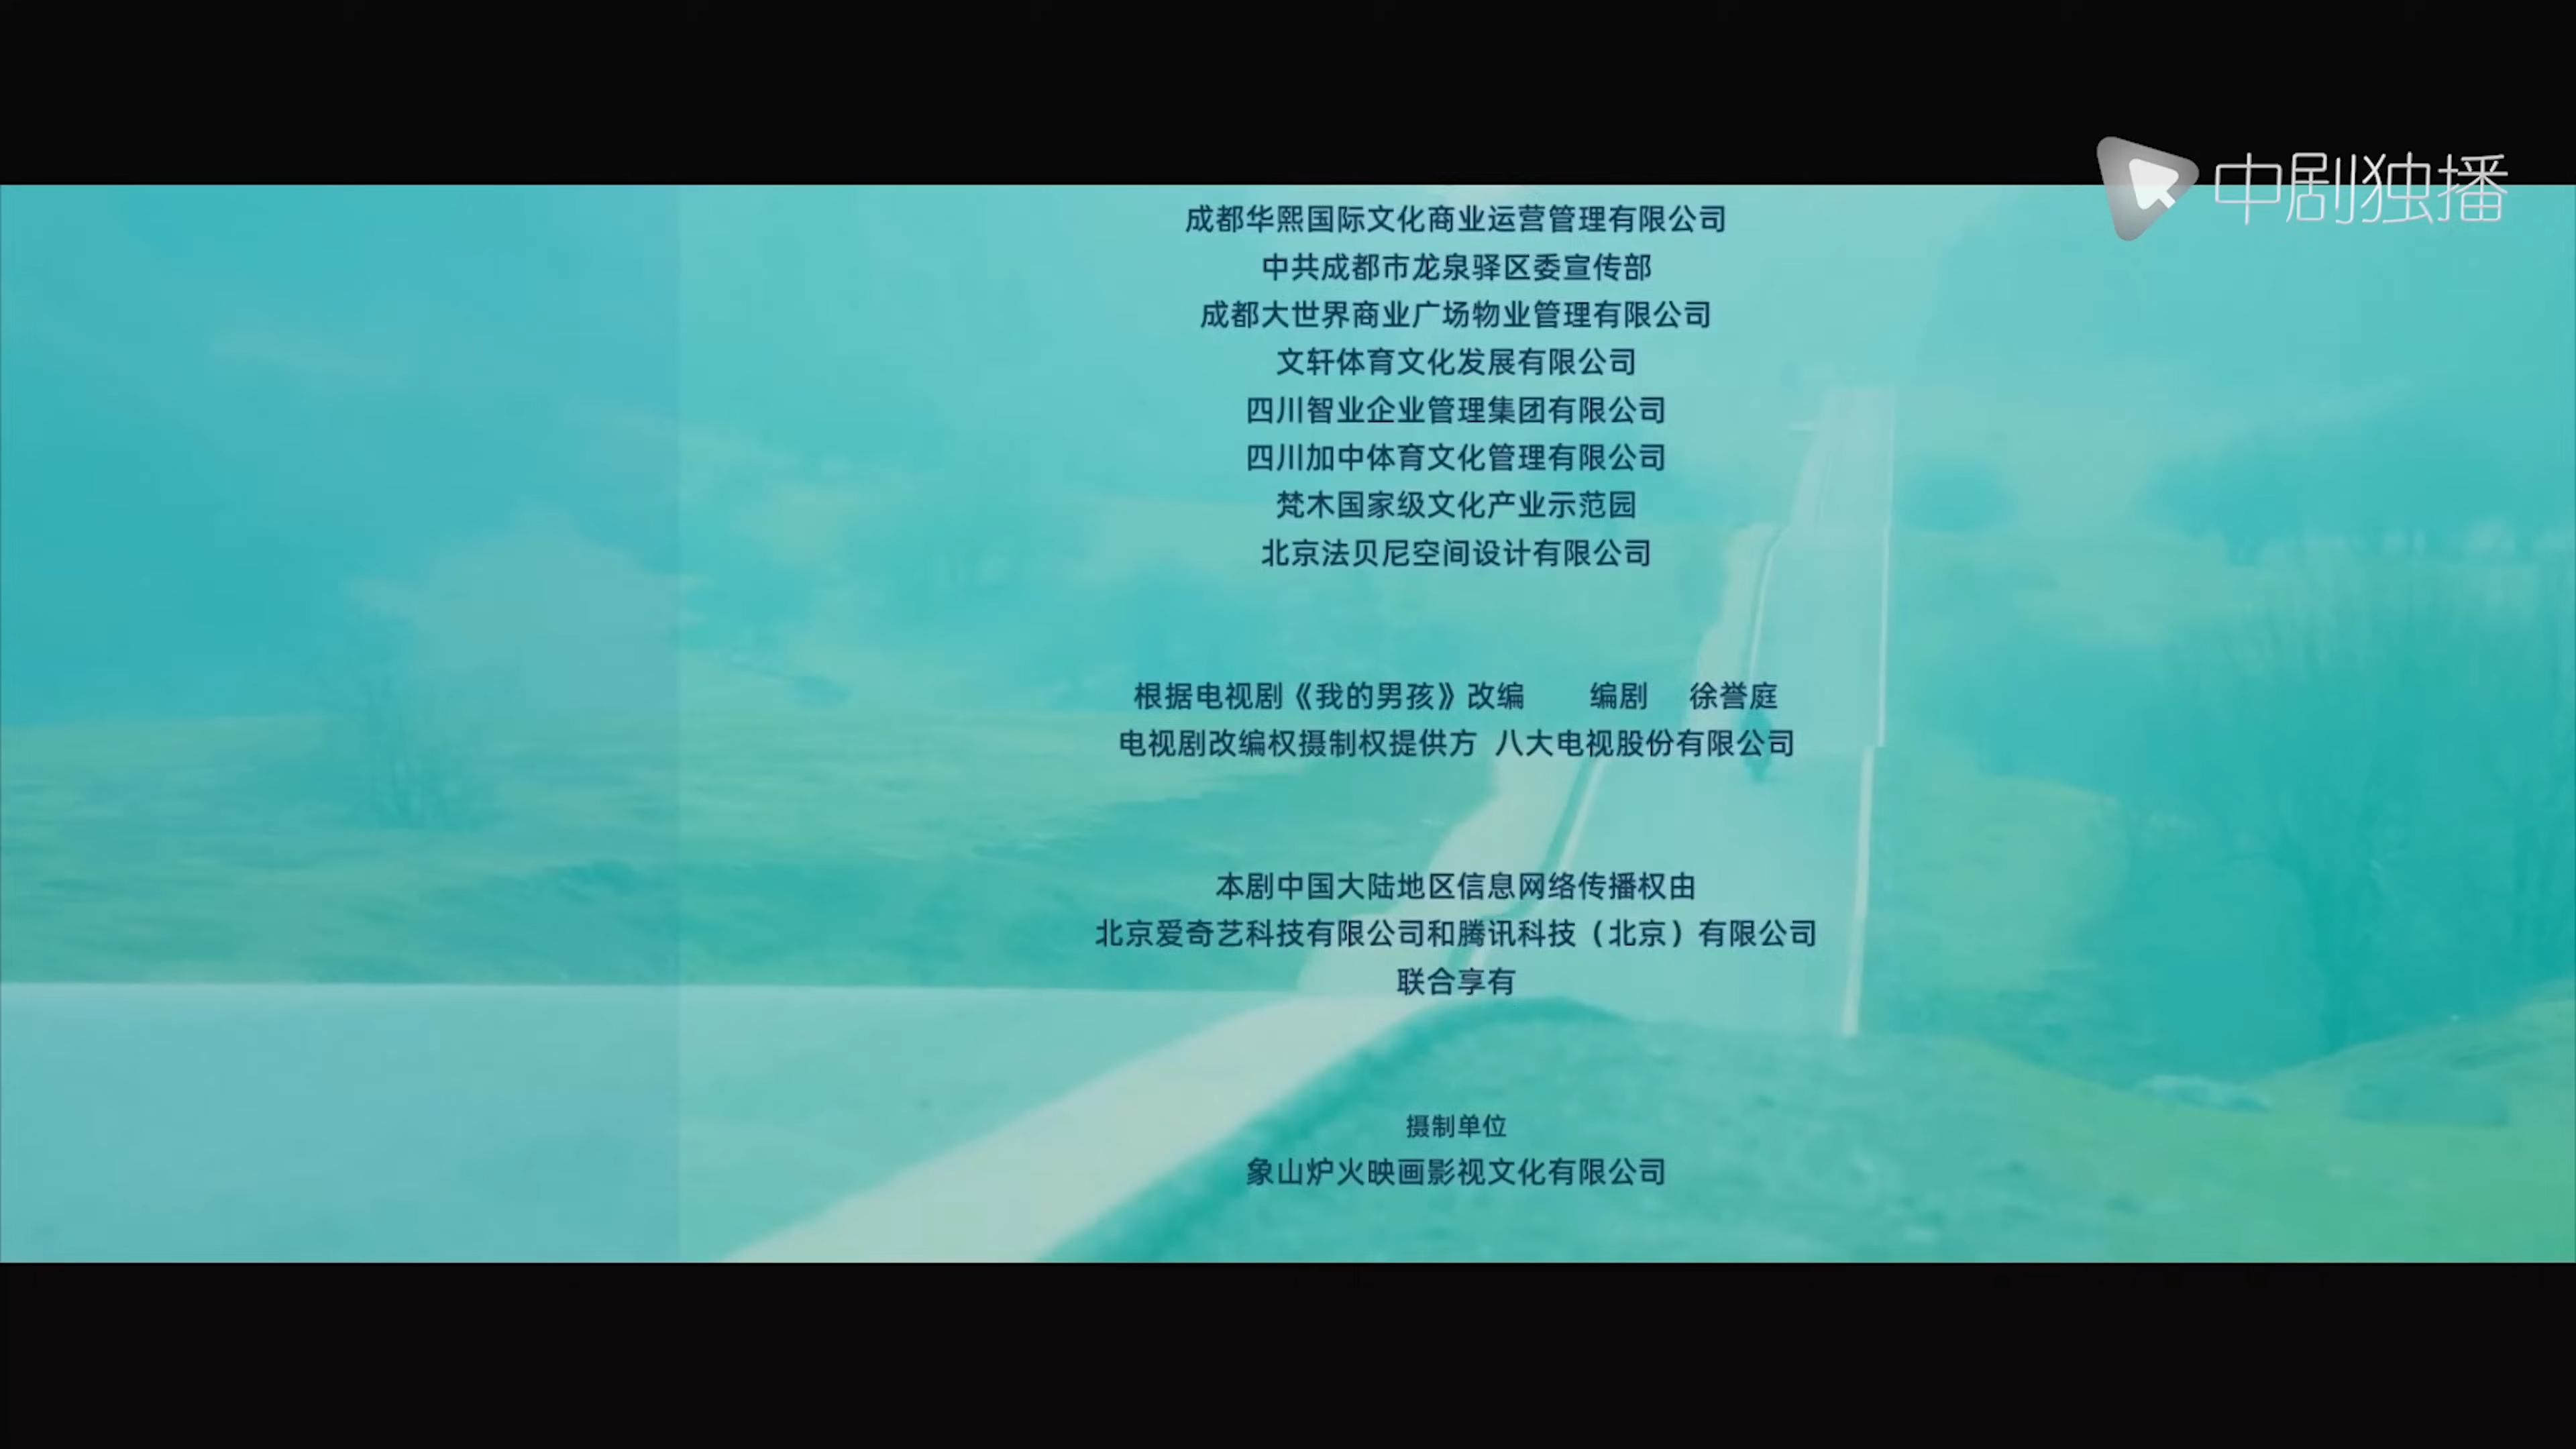 中剧独播
成都华熙国际文化商业运营管理有限公司
中共成都市龙泉驿区委宣传部
成都大世界商业广场物业管理有限公司
文轩体育文化发展有限公司
四川智业企业管理集团有限公司
四川加中体育文化管理有限公司
梵木国家级文化产业示范园
北京法贝尼空间设计有限公司
根据电视剧《我的男孩》改编 编剧 徐誉庭
电视剧改编权摄制权提供方 八大电视股份有限公司
本剧中国大陆地区信息网络传播权由
北京爱奇艺科技有限公司和腾讯科技（北京）有限公司
联合享有
摄制单位
象山炉火映画影视文化有限公司